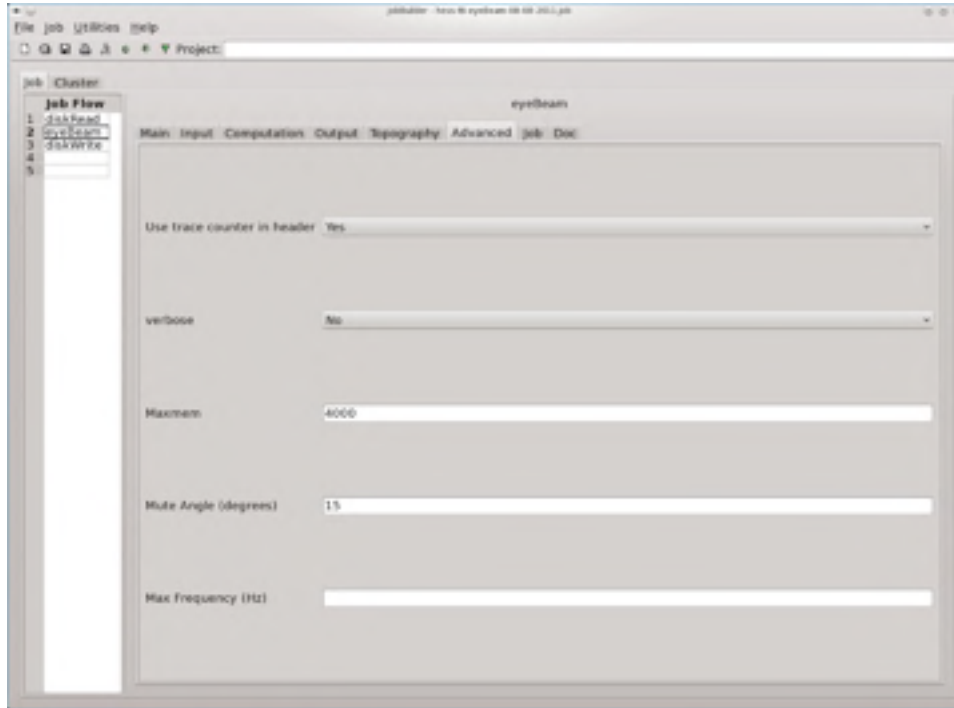 File Job Utilities Help
Project:
Job Cluster
Job Flow
eyeBeam
1 diskRead
2 eyeBeam
3 diskWrite
4
5
Main Input Computation Output Topography Advanced Job Doc
Use trace counter in header Yes
verbose No
Maxmem 4000
Mute Angle (degrees) 15
Max Frequency (Hz)